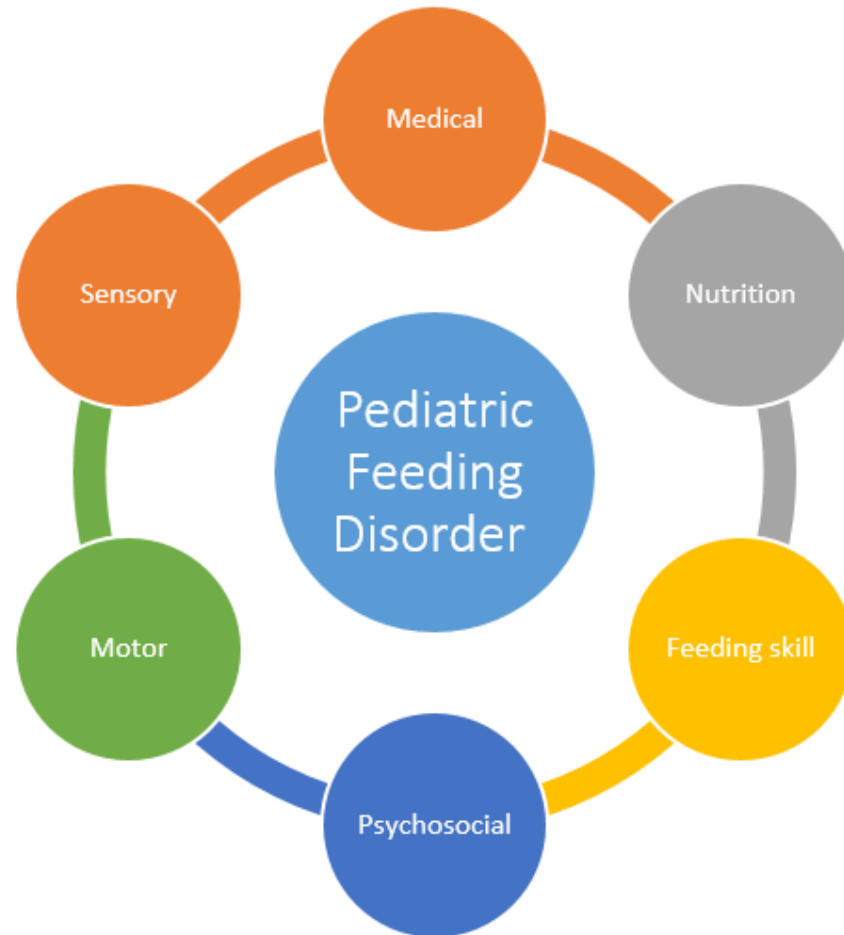 Medical
Sensory
Nutrition
Pediatric
Feeding
Disorder
Motor
Feeding skill
Psychosocial